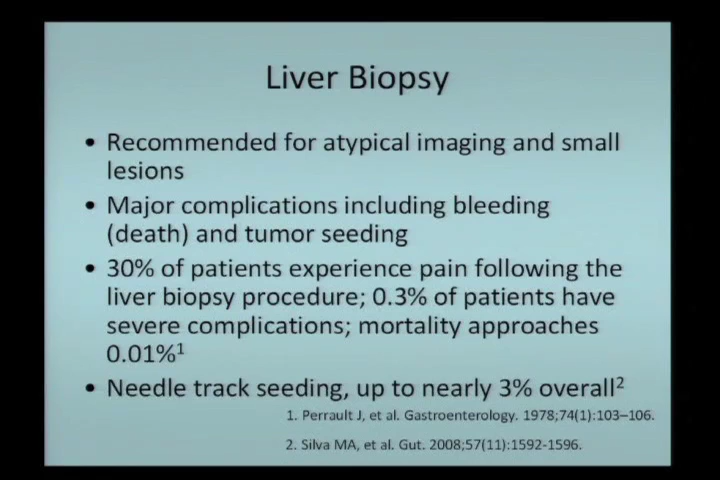 Liver Biopsy
• Recommended for atypical imaging and small
lesions
• Major complications including bleeding
(death) and tumor seeding
• 30% of patients experience pain following the
liver biopsy procedure; 0.3% of patients have
severe complications; mortality approaches
0.01%¹
• Needle track seeding, up to nearly 3% overall²
1. Perrault J, et al. Gastroenterology. 1978;74(1):103–106.
2. Silva MA, et al. Gut. 2008;57(11):1592-1596.